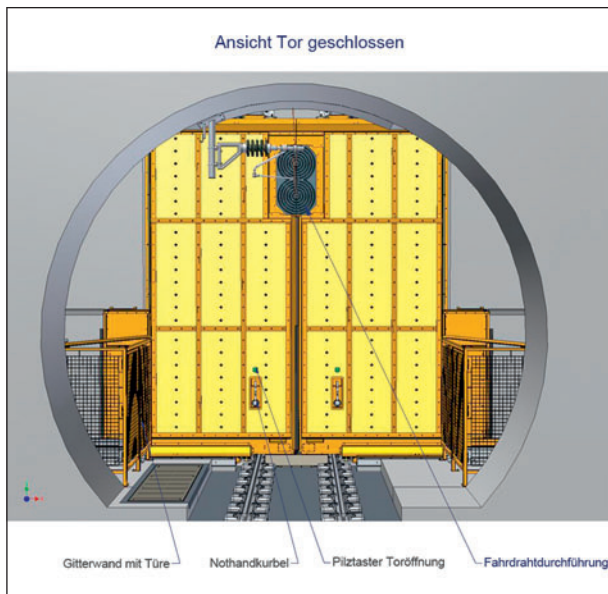 Ansicht Tor geschlossen
Gitterwand mit Türe
Nothandkurbel
Pilztaster Toröffnung
Fahrdrahtdurchführung